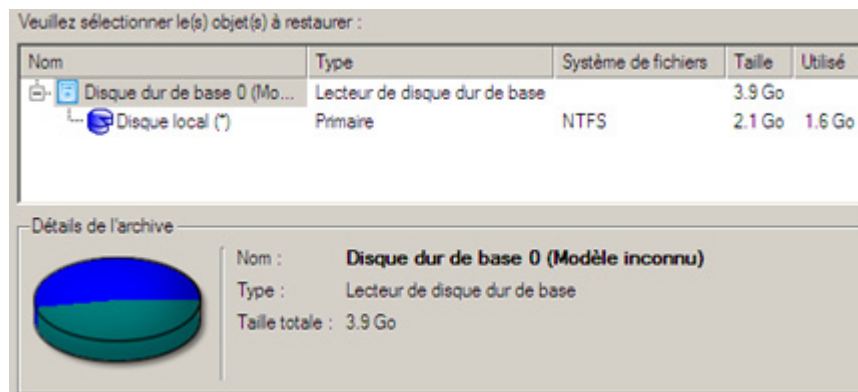 Veuillez sélectionner le(s) objet(s) à restaurer :
Nom Type Système de fichiers Taille Utilisé
Disque dur de base 0 (Mo... Lecteur de disque dur de base 3.9 Go
Disque local (*) Primaire NTFS 2.1 Go 1.6 Go
Détails de l'archive
Nom : Disque dur de base 0 (Modèle inconnu)
Type : Lecteur de disque dur de base
Taille totale : 3.9 Go